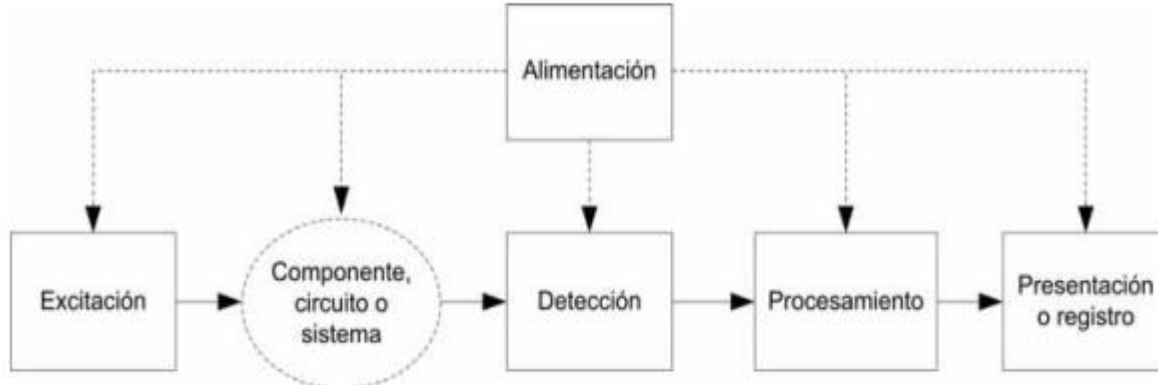 Alimentación
Excitación
Componente,
circuito o
sistema
Detección
Procesamiento
Presentación
o registro